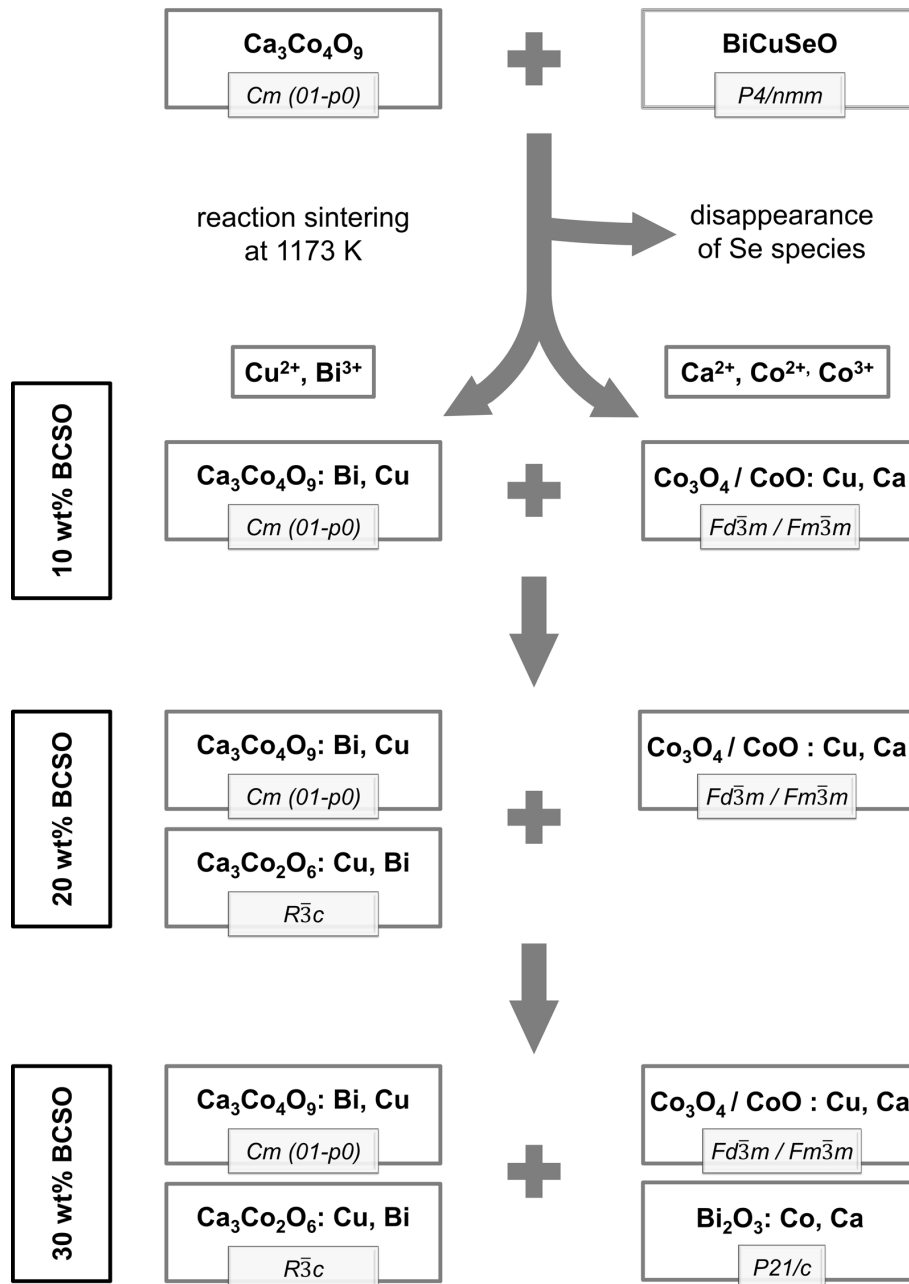 Ca₃Co₄O₉
BiCuSeO
Cm (01-p0)
P4/nmm
reaction sintering
at 1173 K
disappearance
of Se species
Cu²⁺, Bi³⁺
Ca²⁺, Co²⁺, Co³⁺
10 wt% BCSO
Ca₃Co₄O₉: Bi, Cu
Cm (01-p0)
Co₃O₄ / CoO: Cu, Ca
Fd3̅m / Fm3̅m
20 wt% BCSO
Ca₃Co₄O₉: Bi, Cu
Cm (01-p0)
Co₃O₄ / CoO : Cu, Ca
Fd3̅m / Fm3̅m
Ca₃Co₂O₆: Cu, Bi
R3̅c
30 wt% BCSO
Ca₃Co₄O₉: Bi, Cu
Cm (01-p0)
Co₃O₄ / CoO : Cu, Ca
Fd3̅m / Fm3̅m
Ca₃Co₂O₆: Cu, Bi
R3̅c
Bi₂O₃: Co, Ca
P21/c